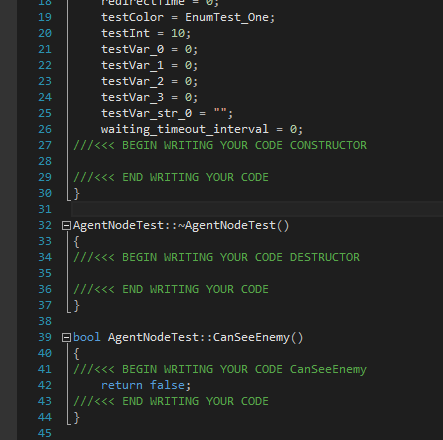 18 redirectTime = 0;
19 testColor = EnumTest_One;
20 testInt = 10;
21 testVar_0 = 0;
22 testVar_1 = 0;
23 testVar_2 = 0;
24 testVar_3 = 0;
25 testVar_str_0 = "";
26 waiting_timeout_interval = 0;
27 ///<<< BEGIN WRITING YOUR CODE CONSTRUCTOR
28
29 ///<<< END WRITING YOUR CODE
30 }
31
32 AgentNodeTest::~AgentNodeTest()
33 {
34 ///<<< BEGIN WRITING YOUR CODE DESTRUCTOR
35
36 ///<<< END WRITING YOUR CODE
37 }
38
39 bool AgentNodeTest::CanSeeEnemy()
40 {
41 ///<<< BEGIN WRITING YOUR CODE CanSeeEnemy
42 return false;
43 ///<<< END WRITING YOUR CODE
44 }
45